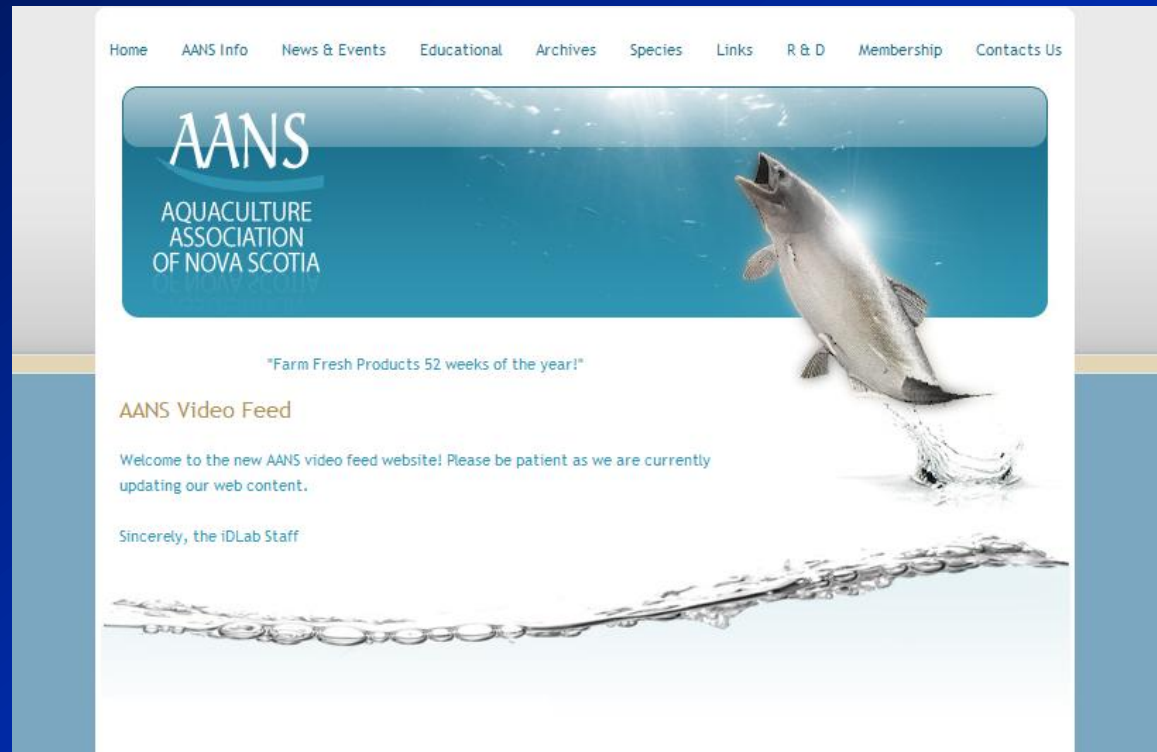 Home AANS Info News & Events Educational Archives Species Links R & D Membership Contacts Us
AANS
AQUACULTURE
ASSOCIATION
OF NOVA SCOTIA
"Farm Fresh Products 52 weeks of the year!"
AANS Video Feed
Welcome to the new AANS video feed website! Please be patient as we are currently
updating our web content.
Sincerely, the iDLab Staff